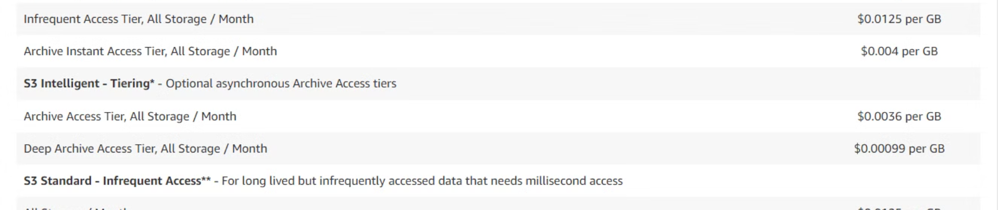 Infrequent Access Tier, All Storage / Month $0.0125 per GB
Archive Instant Access Tier, All Storage / Month $0.004 per GB
S3 Intelligent - Tiering* - Optional asynchronous Archive Access tiers
Archive Access Tier, All Storage / Month $0.0036 per GB
Deep Archive Access Tier, All Storage / Month $0.00099 per GB
S3 Standard - Infrequent Access** - For long lived but infrequently accessed data that needs millisecond access